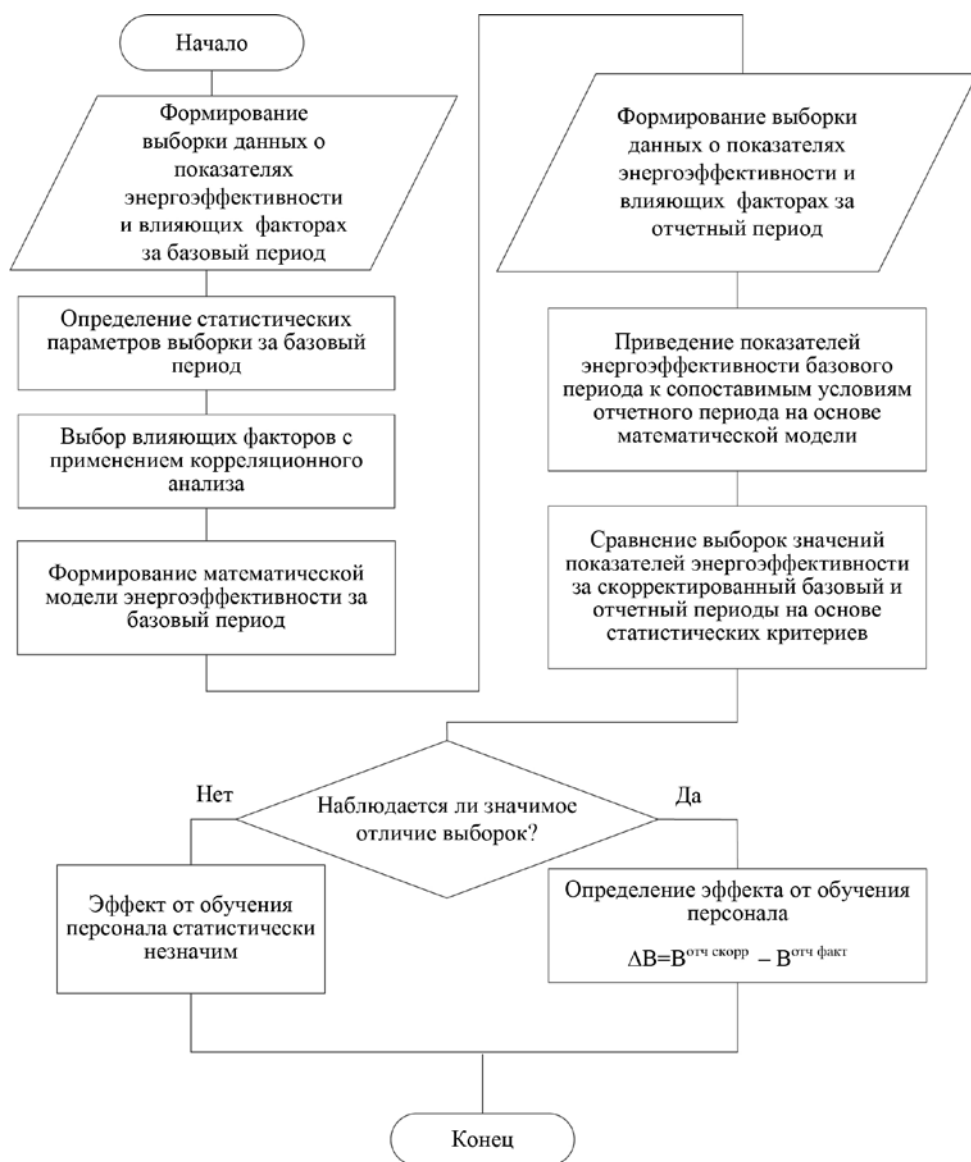 Начало
Формирование
выборки данных о
показателях
энергоэффективности
и влияющих факторах
за базовый период
Определение статистических
параметров выборки за базовый
период
Выбор влияющих факторов с
применением корреляционного
анализа
Формирование математической
модели энергоэффективности за
базовый период
Формирование выборки
данных о показателях
энергоэффективности и
влияющих факторах за
отчетный период
Приведение показателей
энергоэффективности базового
периода к сопоставимым условиям
отчетного периода на основе
математической модели
Сравнение выборок значений
показателей энергоэффективности
за скорректированный базовый и
отчетный периоды на основе
статистических критериев
Наблюдается ли значимое
отличие выборок?
Нет
Эффект от обучения
персонала статистически
незначим
Да
Определение эффекта от обучения
персонала
ΔB=B^отч скорр – B^отч факт
Конец